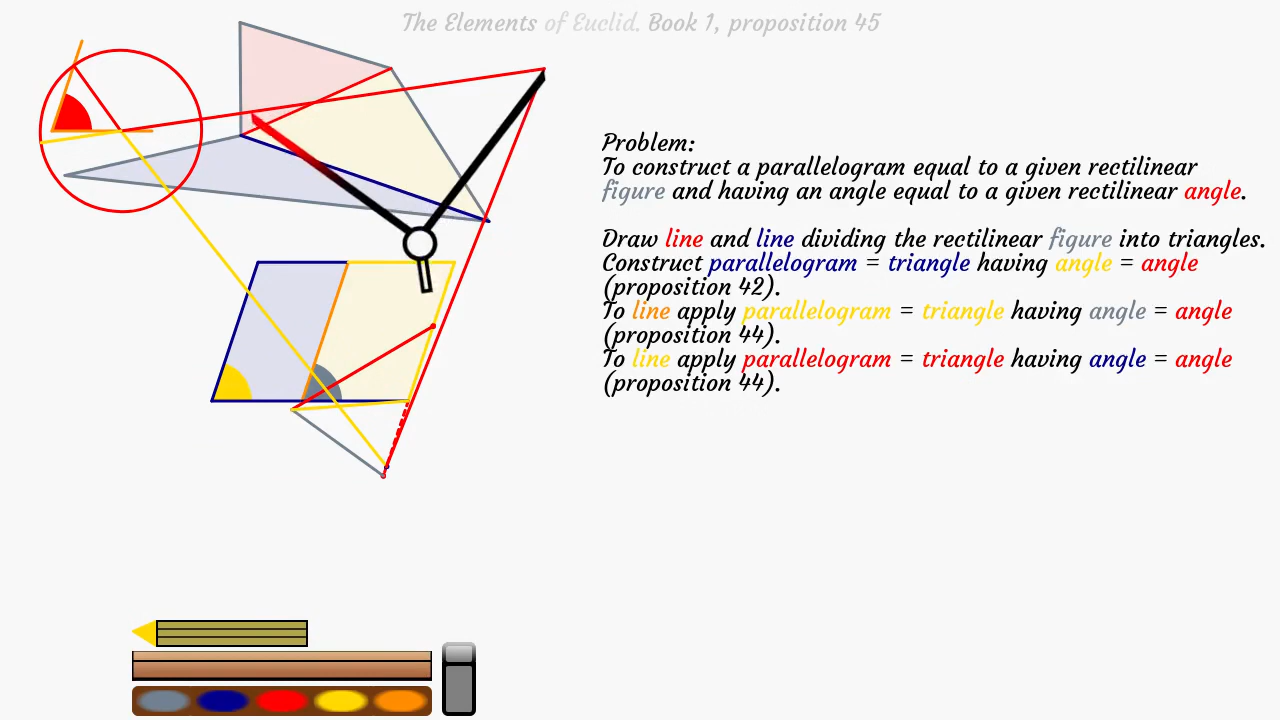 The Elements of Euclid. Book 1, proposition 45
Problem:
To construct a parallelogram equal to a given rectilinear
figure and having an angle equal to a given rectilinear angle.
Draw line and line dividing the rectilinear figure into triangles.
Construct parallelogram = triangle having angle = angle
(proposition 42).
To line apply parallelogram = triangle having angle = angle
(proposition 44).
To line apply parallelogram = triangle having angle = angle
(proposition 44).